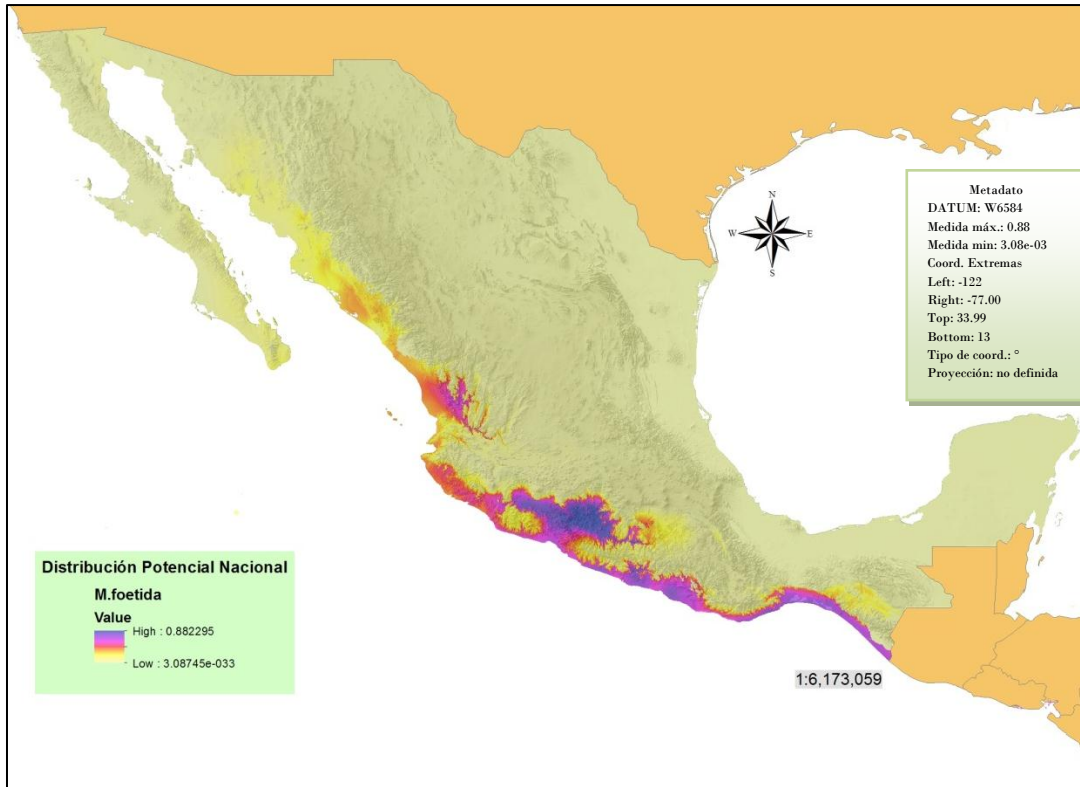 N
W
E
S
Metadato
DATUM: W6584
Medida máx.: 0.88
Medida min: 3.08e-03
Coord. Extremas
Left: -122
Right: -77.00
Top: 33.99
Bottom: 13
Tipo de coord.: °
Proyección: no definida
Distribución Potencial Nacional
M.foetida
Value
High : 0.882295
Low : 3.08745e-033
1:6,173,059